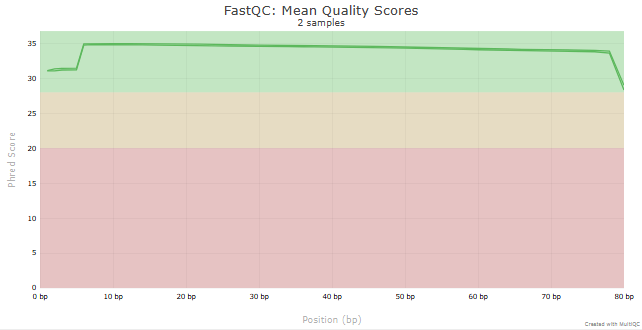 FastQC: Mean Quality Scores
2 samples
35
30
25
20
15
10
5
0
Phred Score
0 bp 10 bp 20 bp 30 bp 40 bp 50 bp 60 bp 70 bp 80 bp
Position (bp)
Created with MultiQC